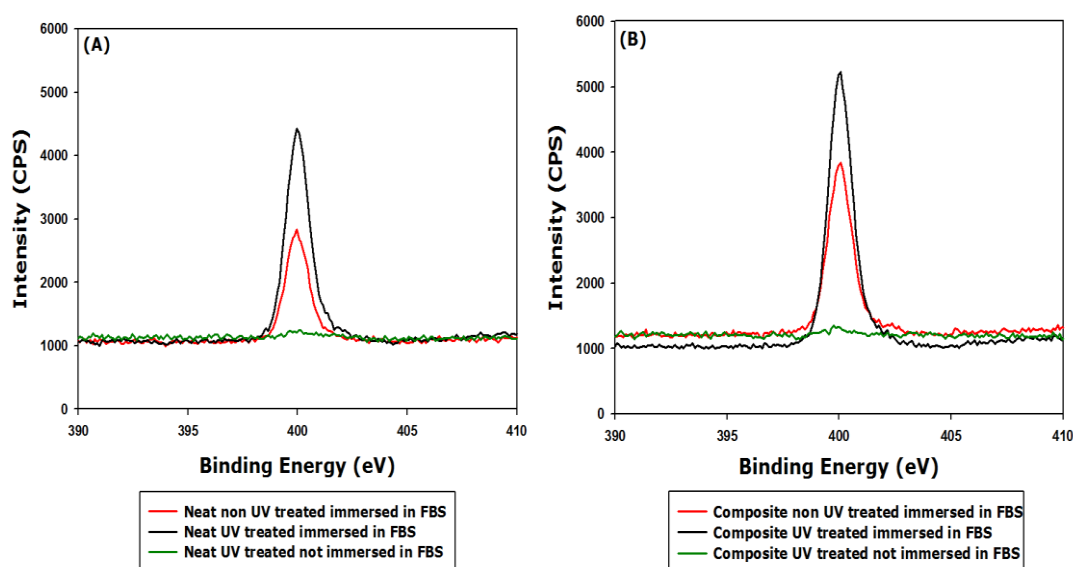 (A)
6000
5000
4000
3000
2000
1000
0
Intensity (CPS)
390 395 400 405 410
Binding Energy (eV)
Neat non UV treated immersed in FBS
Neat UV treated immersed in FBS
Neat UV treated not immersed in FBS
(B)
6000
5000
4000
3000
2000
1000
0
Intensity (CPS)
390 395 400 405 410
Binding Energy (eV)
Composite non UV treated immersed in FBS
Composite UV treated immersed in FBS
Composite UV treated not immersed in FBS